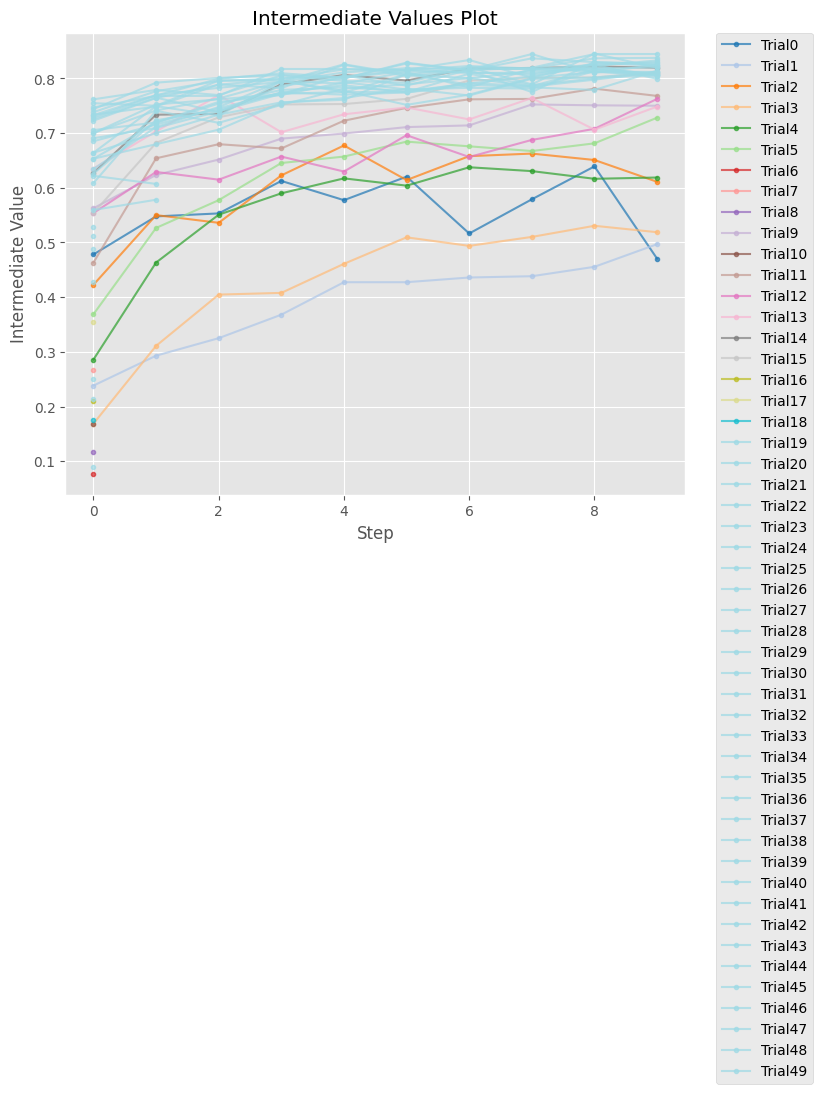 Intermediate Values Plot
Intermediate Value
0.8
0.7
0.6
0.5
0.4
0.3
0.2
0.1
0 2 4 6 8
Step
Trial0
Trial1
Trial2
Trial3
Trial4
Trial5
Trial6
Trial7
Trial8
Trial9
Trial10
Trial11
Trial12
Trial13
Trial14
Trial15
Trial16
Trial17
Trial18
Trial19
Trial20
Trial21
Trial22
Trial23
Trial24
Trial25
Trial26
Trial27
Trial28
Trial29
Trial30
Trial31
Trial32
Trial33
Trial34
Trial35
Trial36
Trial37
Trial38
Trial39
Trial40
Trial41
Trial42
Trial43
Trial44
Trial45
Trial46
Trial47
Trial48
Trial49